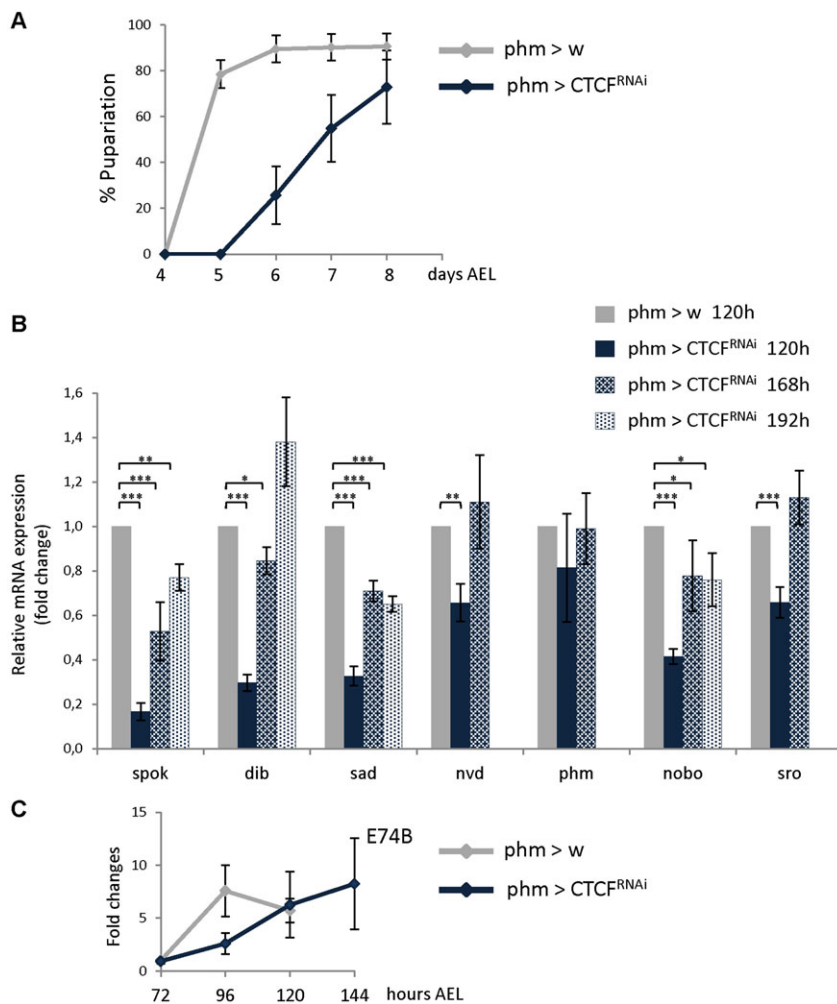 A
100
80
60
40
20
0
% Pupariation
4 5 6 7 8 days AEL
phm > w
phm > CTCF^RNAi
B
phm > w 120h
phm > CTCF^RNAi 120h
phm > CTCF^RNAi 168h
phm > CTCF^RNAi 192h
Relative mRNA expression
(fold change)
1,6
1,4
1,2
1,0
0,8
0,6
0,4
0,2
0,0
** *** ***
* ***
*** *** ***
**
* * ***
***
spok dib sad nvd phm nobo sro
C
E74B
Fold changes
15
10
5
0
72 96 120 144 hours AEL
phm > w
phm > CTCF^RNAi